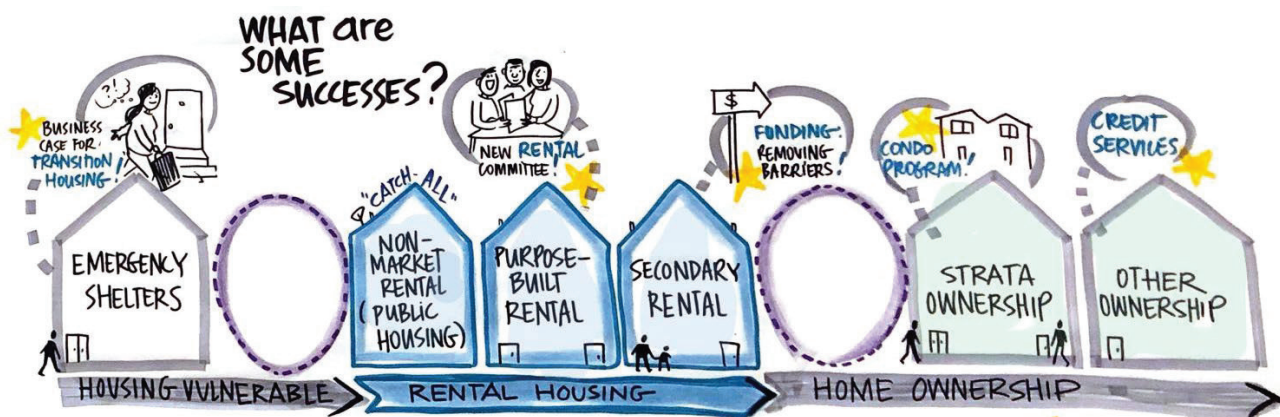 WHAT are
SOME
SUCCESSES?
?!
BUSINESS
CASE FOR
TRANSITION
HOUSING!
NEW RENTAL
COMMITTEE!
$
FUNDING:
REMOVING
BARRIERS!
CONDO
PROGRAM!
CREDIT
SERVICES
"CATCH-ALL"
EMERGENCY
SHELTERS
NON-
MARKET
RENTAL
(PUBLIC
HOUSING)
PURPOSE-
BUILT
RENTAL
SECONDARY
RENTAL
STRATA
OWNERSHIP
OTHER
OWNERSHIP
HOUSING VULNERABLE
RENTAL HOUSING
HOME OWNERSHIP